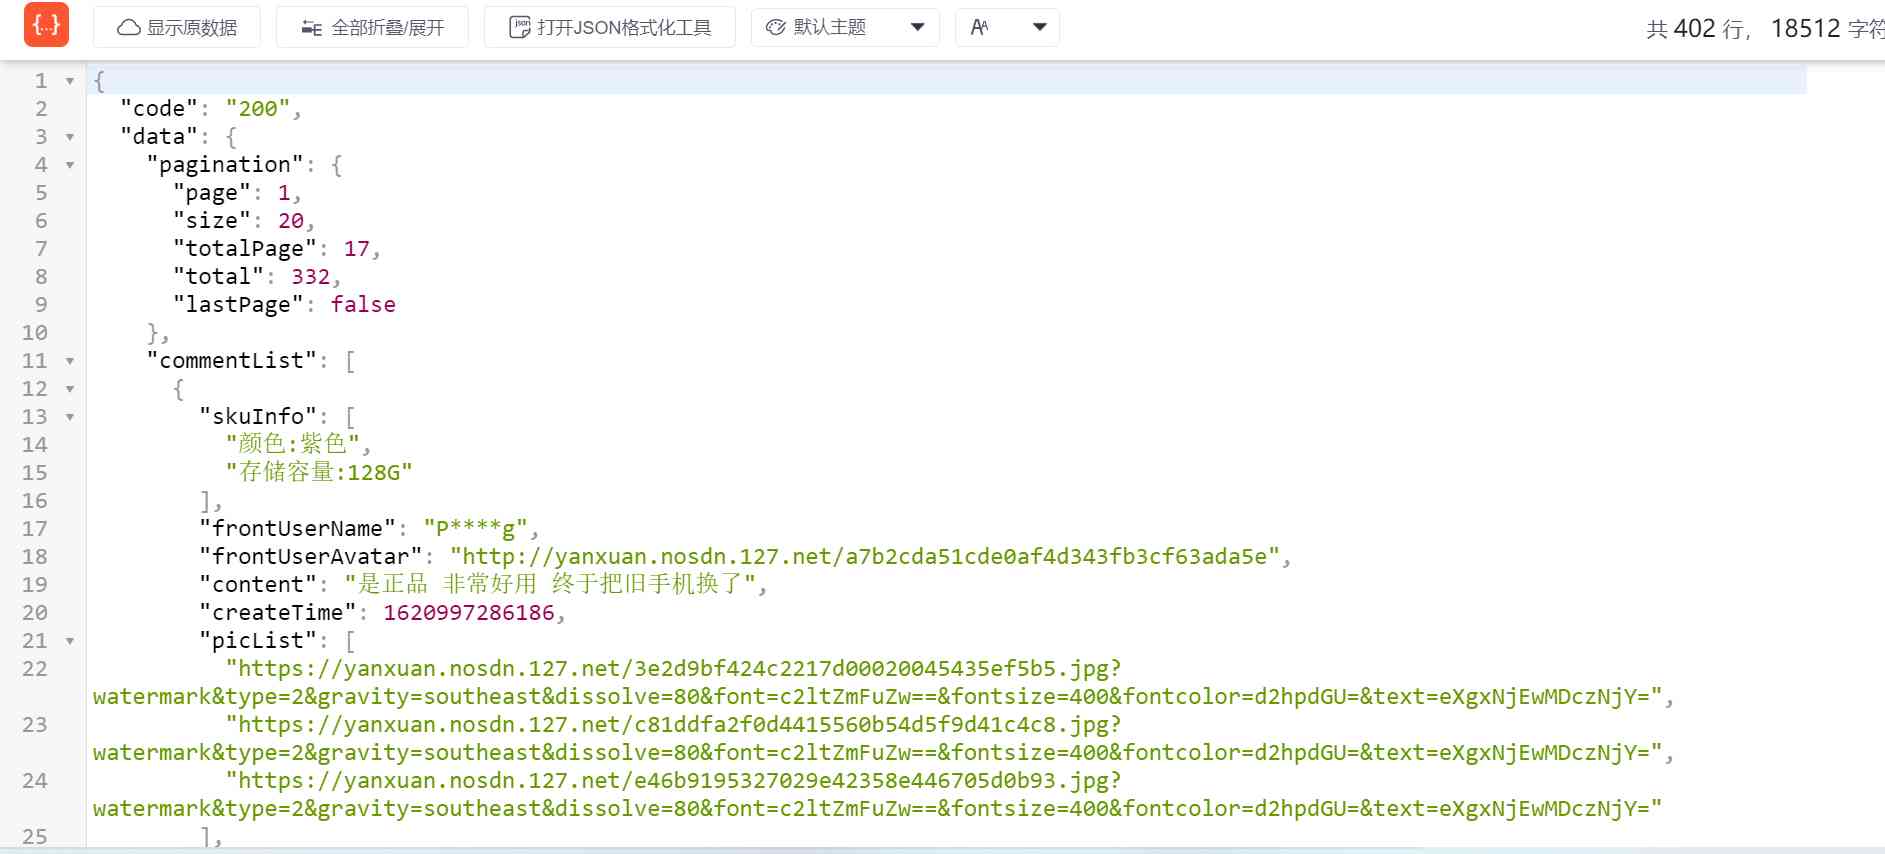 {...} 显示原数据 全部折叠/展开 打开JSON格式化工具 默认主题 AA 共 402 行， 18512 字符
1 {
2 "code": "200",
3 "data": {
4 "pagination": {
5 "page": 1,
6 "size": 20,
7 "totalPage": 17,
8 "total": 332,
9 "lastPage": false
10 },
11 "commentList": [
12 {
13 "skuInfo": [
14 "颜色:紫色",
15 "存储容量:128G"
16 ],
17 "frontUserName": "P****g",
18 "frontUserAvatar": "http://yanxuan.nosdn.127.net/a7b2cda51cde0af4d343fb3cf63ada5e",
19 "content": "是正品 非常好用 终于把旧手机换了",
20 "createTime": 1620997286186,
21 "picList": [
22 "https://yanxuan.nosdn.127.net/3e2d9bf424c2217d00020045435ef5b5.jpg?
watermark&type=2&gravity=southeast&dissolve=80&font=c2ltZmFuZw==&fontsize=400&fontcolor=d2hpdGU=&text=eXgxNjEwMDczNjY=",
23 "https://yanxuan.nosdn.127.net/c81ddfa2f0d4415560b54d5f9d41c4c8.jpg?
watermark&type=2&gravity=southeast&dissolve=80&font=c2ltZmFuZw==&fontsize=400&fontcolor=d2hpdGU=&text=eXgxNjEwMDczNjY=",
24 "https://yanxuan.nosdn.127.net/e46b9195327029e42358e446705d0b93.jpg?
watermark&type=2&gravity=southeast&dissolve=80&font=c2ltZmFuZw==&fontsize=400&fontcolor=d2hpdGU=&text=eXgxNjEwMDczNjY="
25 ],